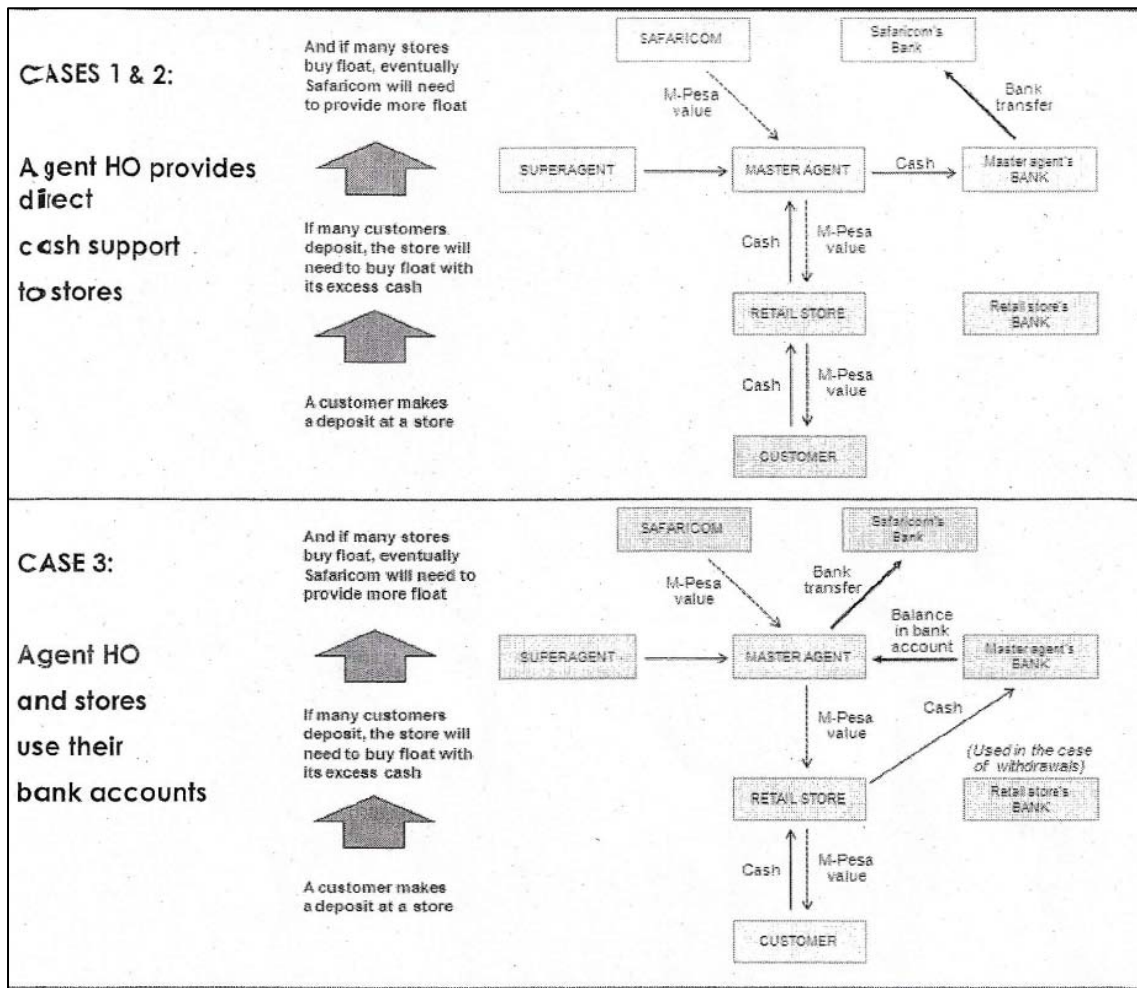 CASES 1 & 2:
Agent HO provides
direct
cash support
to stores
And if many stores
buy float, eventually
Safaricom will need
to provide more float
If many customers
deposit, the store will
need to buy float with
its excess cash
A customer makes
a deposit at a store
SAFARICOM
Safaricom's
Bank
M-Pesa
value
Bank
transfer
SUPERAGENT
MASTER AGENT
Cash
Master agent's
BANK
Cash
M-Pesa
value
RETAIL STORE
Retail store's
BANK
Cash
M-Pesa
value
CUSTOMER
CASE 3:
Agent HO
and stores
use their
bank accounts
And if many stores
buy float, eventually
Safaricom will need to
provide more float
If many customers
deposit, the store will
need to buy float with
its excess cash
A customer makes
a deposit at a store
SAFARICOM
Safaricom's
Bank
M-Pesa
value
Bank
transfer
Balance
in bank
account
SUPERAGENT
MASTER AGENT
Master agent's
BANK
M-Pesa
value
Cash
(Used in the case
of withdrawals)
RETAIL STORE
Retail store's
BANK
Cash
M-Pesa
value
CUSTOMER